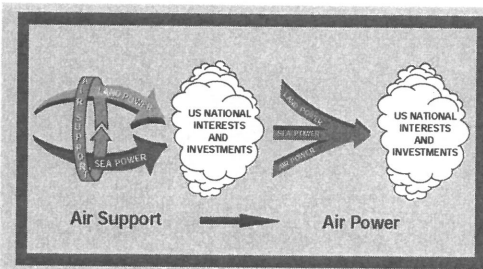 AIR SUPPORT
LAND POWER
SEA POWER
US NATIONAL
INTERESTS
AND
INVESTMENTS
LAND POWER
SEA POWER
AIR POWER
US NATIONAL
INTERESTS
AND
INVESTMENTS
Air Support
Air Power